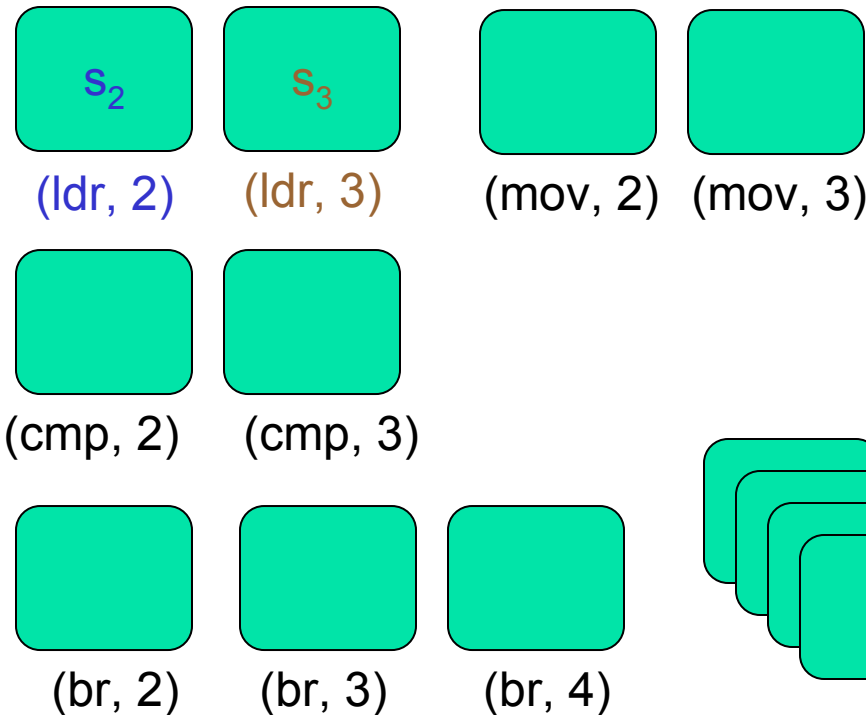 s₂ s₃
(ldr, 2) (ldr, 3) (mov, 2) (mov, 3)
(cmp, 2) (cmp, 3)
(br, 2) (br, 3) (br, 4)